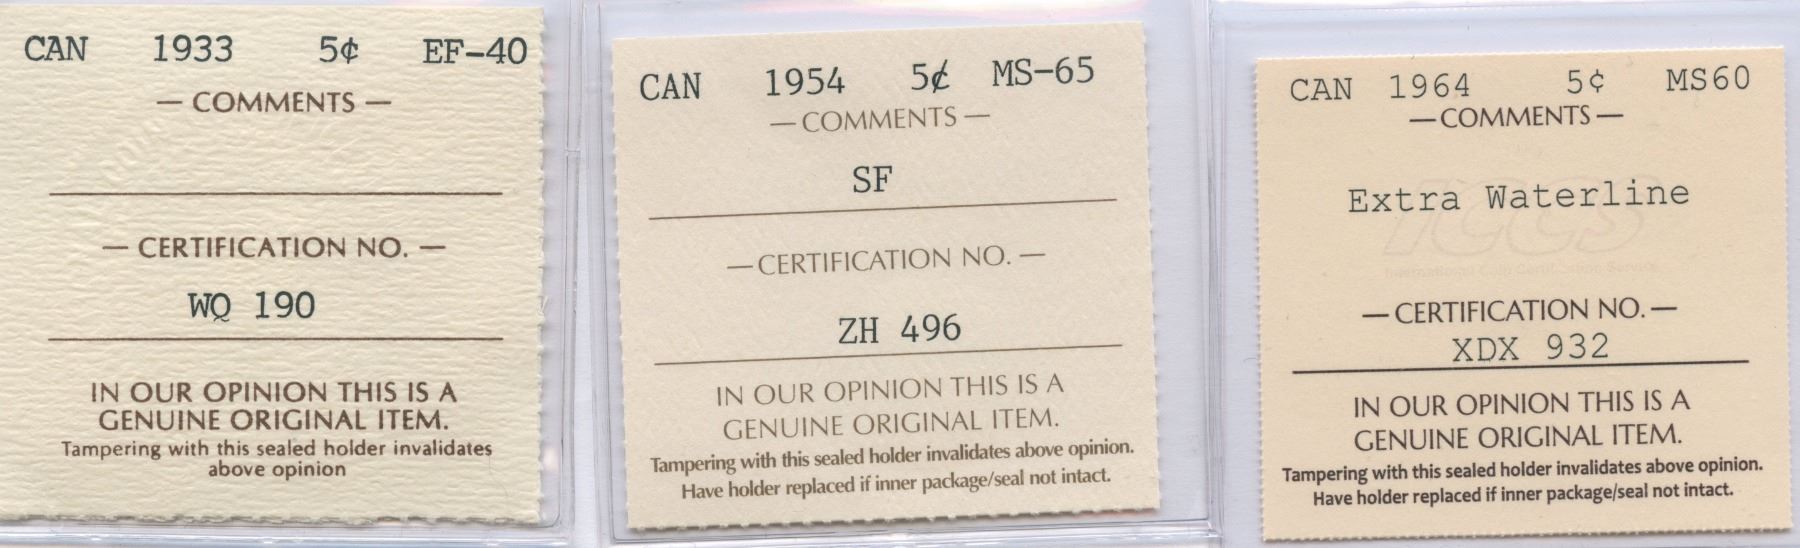 CAN 1933 5¢ EF-40
— COMMENTS —
— CERTIFICATION NO. —
WQ 190
IN OUR OPINION THIS IS A
GENUINE ORIGINAL ITEM.
Tampering with this sealed holder invalidates
above opinion
CAN 1954 5¢ MS-65
— COMMENTS —
SF
— CERTIFICATION NO. —
ZH 496
IN OUR OPINION THIS IS A
GENUINE ORIGINAL ITEM.
Tampering with this sealed holder invalidates above opinion.
Have holder replaced if inner package/seal not intact.
CAN 1964 5¢ MS60
— COMMENTS —
Extra Waterline
ICCS
International Coin Certification Service
— CERTIFICATION NO. —
XDX 932
IN OUR OPINION THIS IS A
GENUINE ORIGINAL ITEM.
Tampering with this sealed holder invalidates above opinion.
Have holder replaced if inner package/seal not intact.